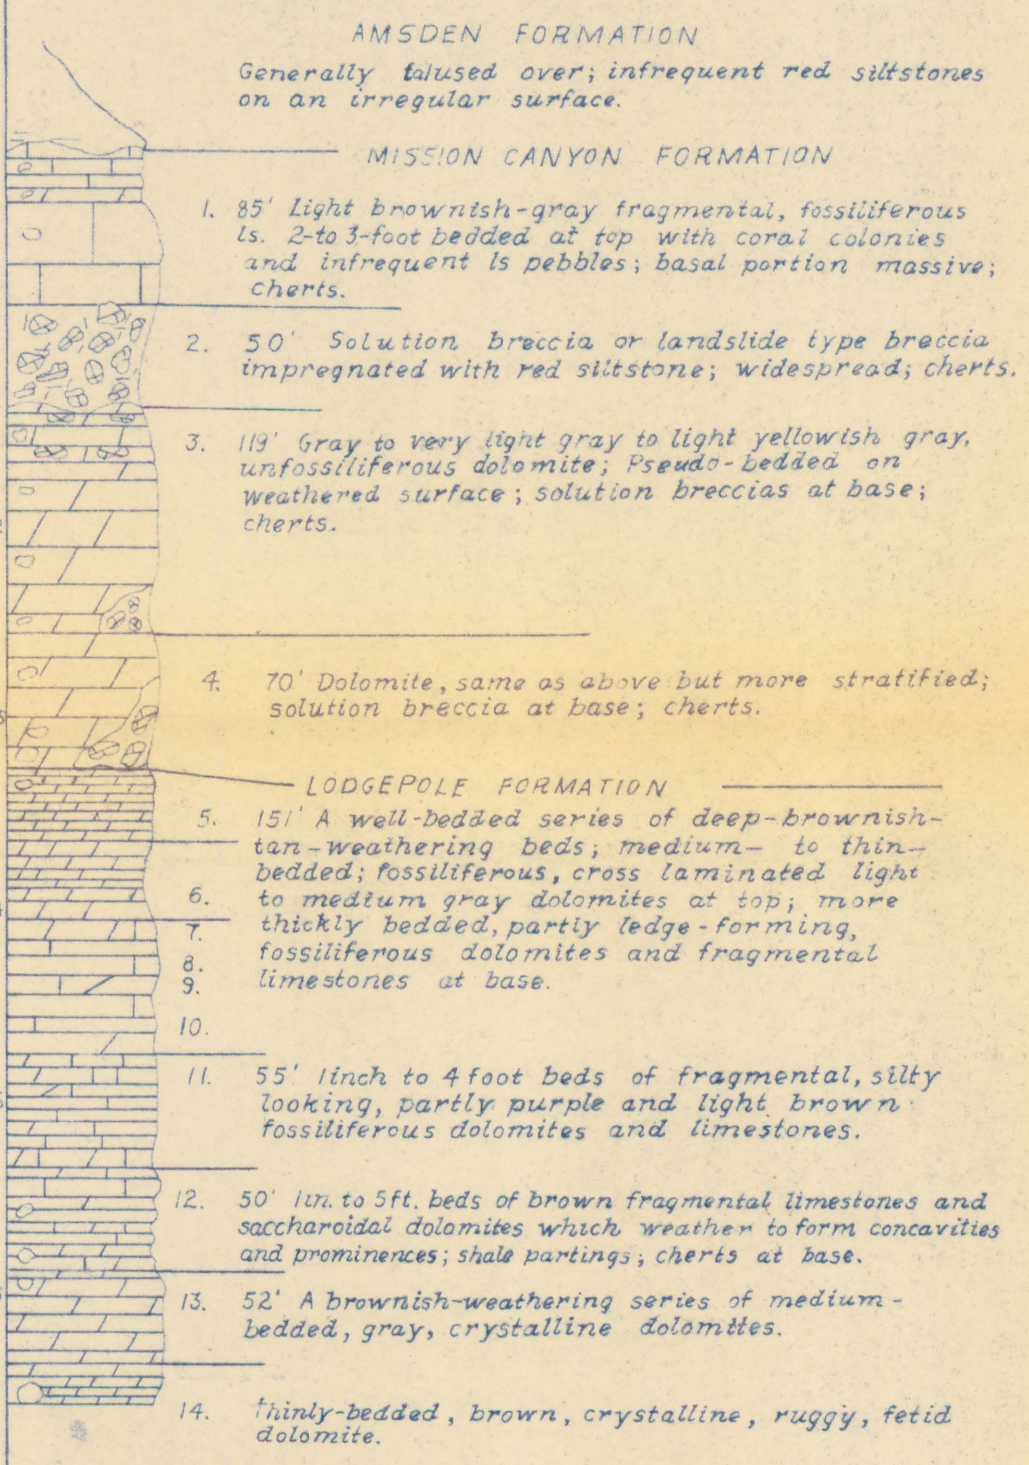 AMSDEN FORMATION
Generally talused over; infrequent red siltstones
on an irregular surface.
MISSION CANYON FORMATION
1. 85' Light brownish-gray fragmental, fossiliferous
ls. 2-to 3-foot bedded at top with coral colonies
and infrequent ls pebbles; basal portion massive;
cherts.
2. 50' Solution breccia or landslide type breccia
impregnated with red siltstone; widespread; cherts.
3. 119' Gray to very light gray to light yellowish gray,
unfossiliferous dolomite; Pseudo-bedded on
weathered surface; solution breccias at base;
cherts.
4. 70' Dolomite, same as above but more stratified;
solution breccia at base; cherts.
LODGEPOLE FORMATION
5. 151' A well-bedded series of deep-brownish-
tan-weathering beds; medium- to thin-
bedded; fossiliferous, cross laminated light
6. to medium gray dolomites at top; more
7. thickly bedded, partly ledge-forming,
8. fossiliferous dolomites and fragmental
9. limestones at base.
10.
11. 55' 1inch to 4 foot beds of fragmental, silty
looking, partly purple and light brown
fossiliferous dolomites and limestones.
12. 50' 1in. to 5ft. beds of brown fragmental limestones and
saccharoidal dolomites which weather to form concavities
and prominences; shale partings; cherts at base.
13. 52' A brownish-weathering series of medium-
bedded, gray, crystalline dolomites.
14. Thinly-bedded, brown, crystalline, ruggy, fetid
dolomite.